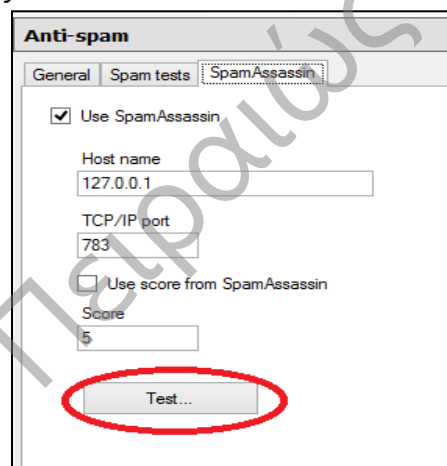 Anti-spam
General Spam tests SpamAssassin
Use SpamAssassin
Host name
127.0.0.1
TCP/IP port
783
Use score from SpamAssassin
Score
5
Test...
Πειραιώς